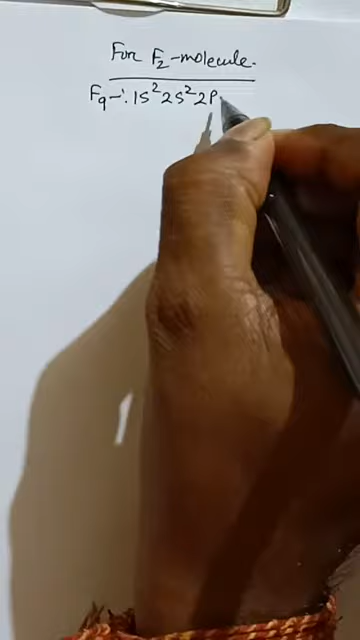 For F₂-molecule.
F₉-:. 1S² 2S² 2P